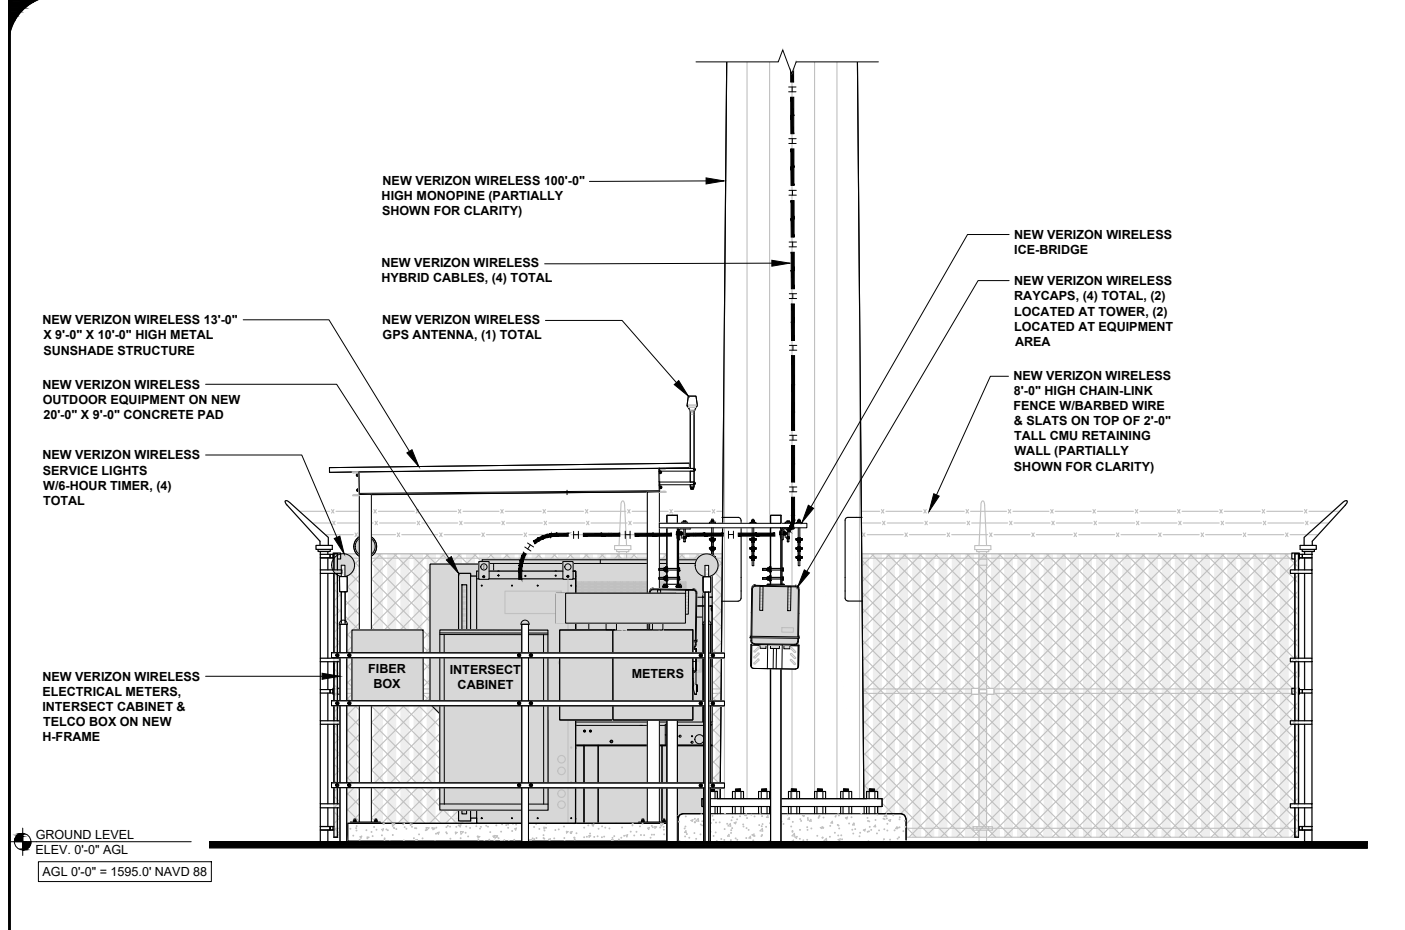 NEW VERIZON WIRELESS 100'-0"
HIGH MONOPINE (PARTIALLY
SHOWN FOR CLARITY)
NEW VERIZON WIRELESS
HYBRID CABLES, (4) TOTAL
NEW VERIZON WIRELESS
GPS ANTENNA, (1) TOTAL
NEW VERIZON WIRELESS 13'-0"
X 9'-0" X 10'-0" HIGH METAL
SUNSHADE STRUCTURE
NEW VERIZON WIRELESS
OUTDOOR EQUIPMENT ON NEW
20'-0" X 9'-0" CONCRETE PAD
NEW VERIZON WIRELESS
SERVICE LIGHTS
W/6-HOUR TIMER, (4)
TOTAL
NEW VERIZON WIRELESS
ELECTRICAL METERS,
INTERSECT CABINET &
TELCO BOX ON NEW
H-FRAME
NEW VERIZON WIRELESS
ICE-BRIDGE
NEW VERIZON WIRELESS
RAYCAPS, (4) TOTAL, (2)
LOCATED AT TOWER, (2)
LOCATED AT EQUIPMENT
AREA
NEW VERIZON WIRELESS
8'-0" HIGH CHAIN-LINK
FENCE W/BARBED WIRE
& SLATS ON TOP OF 2'-0"
TALL CMU RETAINING
WALL (PARTIALLY
SHOWN FOR CLARITY)
FIBER
BOX
INTERSECT
CABINET
METERS
GROUND LEVEL
ELEV. 0'-0" AGL
AGL 0'-0" = 1595.0' NAVD 88